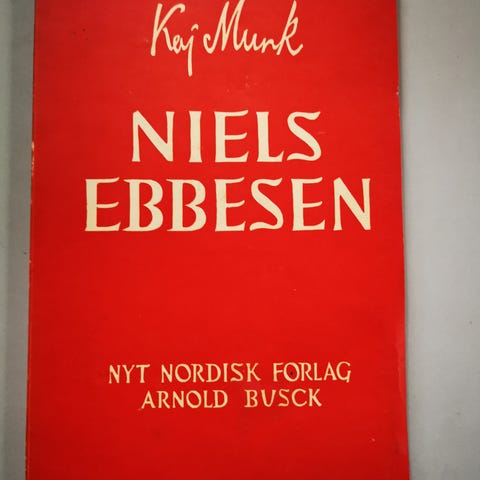 Kaj Munk
NIELS
EBBESEN
NYT NORDISK FORLAG
ARNOLD BUSCK